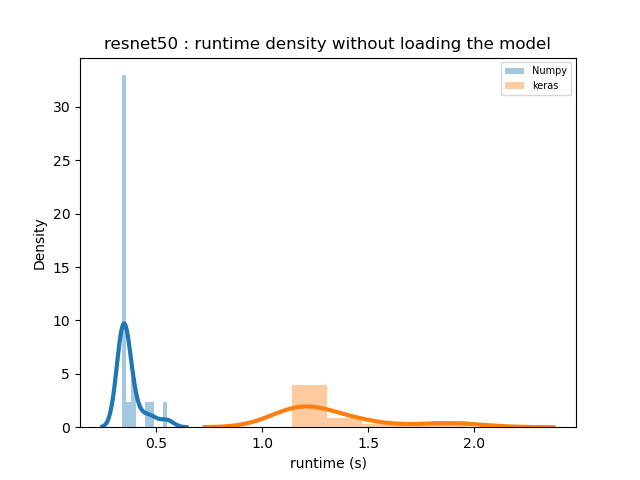 resnet50 : runtime density without loading the model
Numpy
keras
Density
30
25
20
15
10
5
0
0.5
1.0
1.5
2.0
runtime (s)